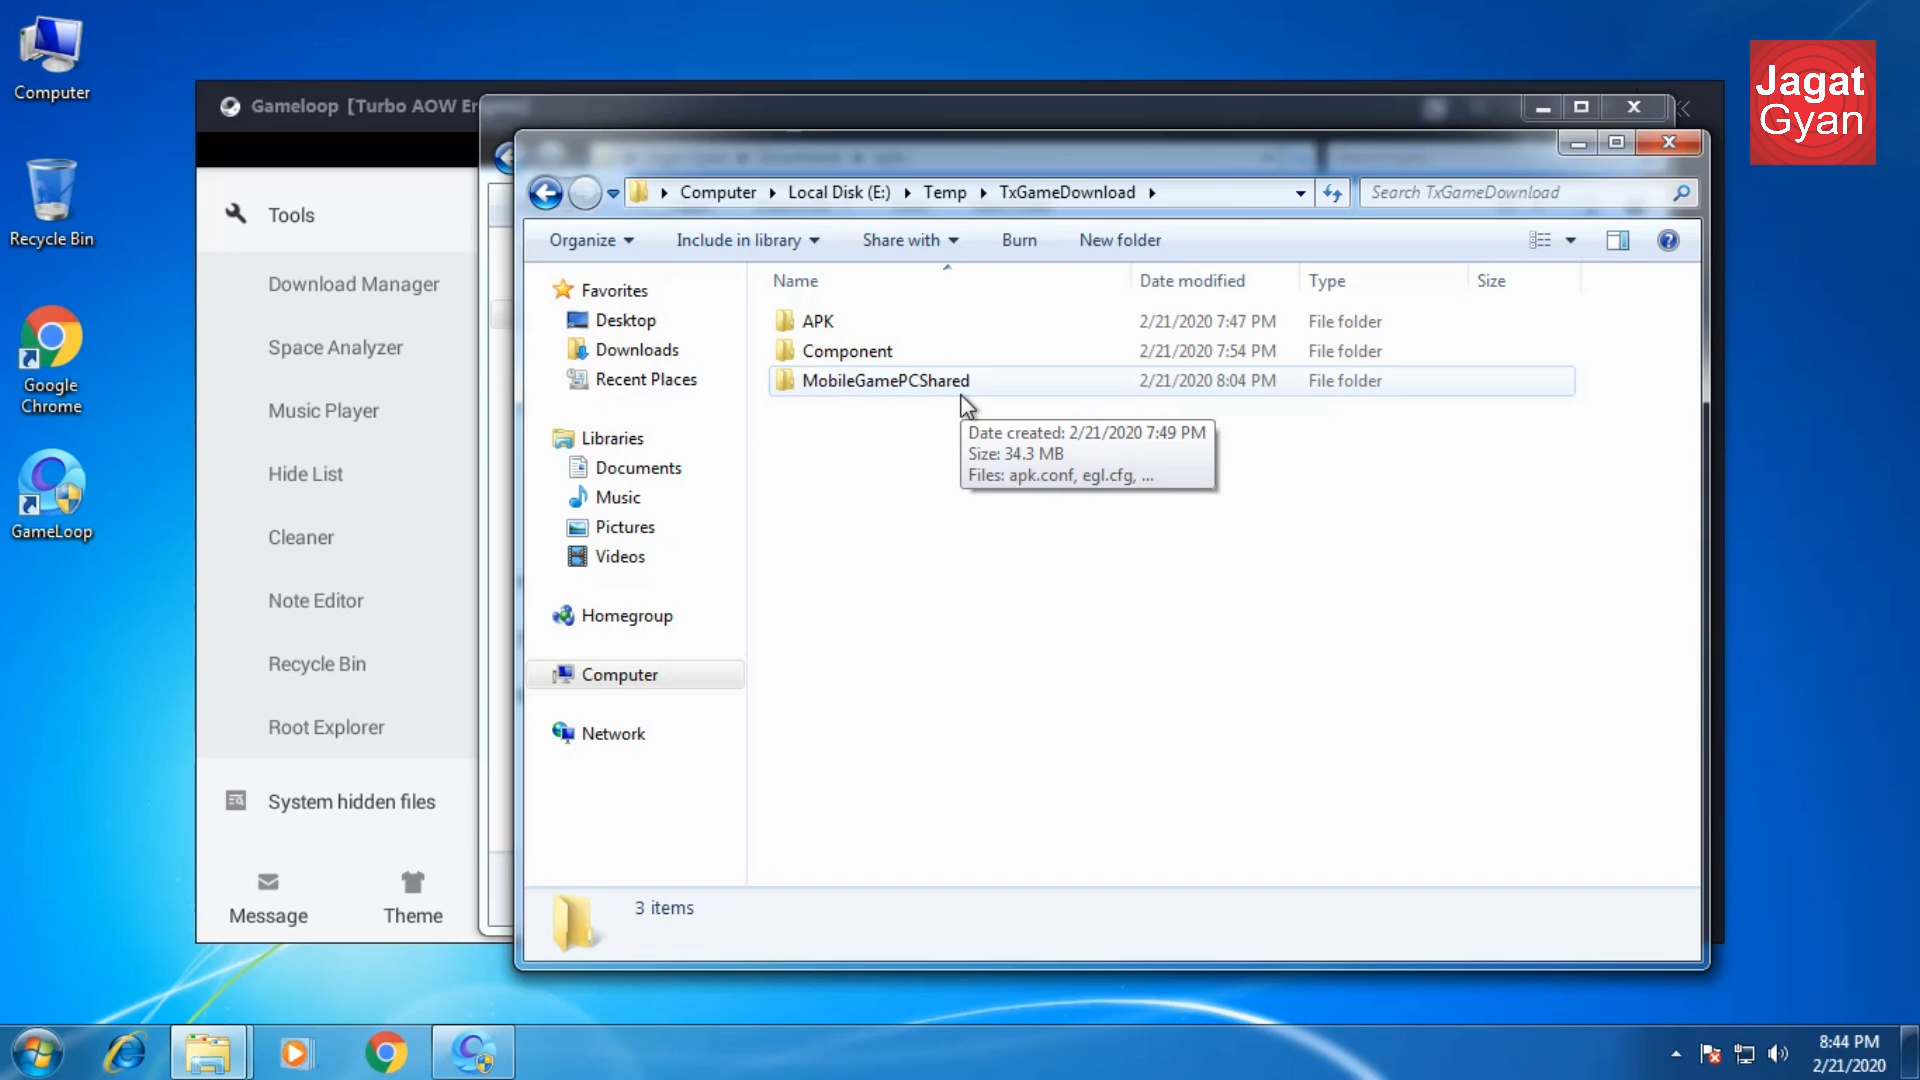 Computer
Recycle Bin
Google
Chrome
GameLoop
Jagat
Gyan
Gameloop [Turbo AOW En
Tools
Download Manager
Space Analyzer
Music Player
Hide List
Cleaner
Note Editor
Recycle Bin
Root Explorer
System hidden files
Message
Theme
Computer
Local Disk (E:)
Temp
TxGameDownload
Search TxGameDownload
Organize
Include in library
Share with
Burn
New folder
Favorites
Desktop
Downloads
Recent Places
Libraries
Documents
Music
Pictures
Videos
Homegroup
Computer
Network
Name
Date modified
Type
Size
APK
2/21/2020 7:47 PM
File folder
Component
2/21/2020 7:54 PM
File folder
MobileGamePCShared
2/21/2020 8:04 PM
File folder
Date created: 2/21/2020 7:49 PM
Size: 34.3 MB
Files: apk.conf, egl.cfg, ...
3 items
8:44 PM
2/21/2020